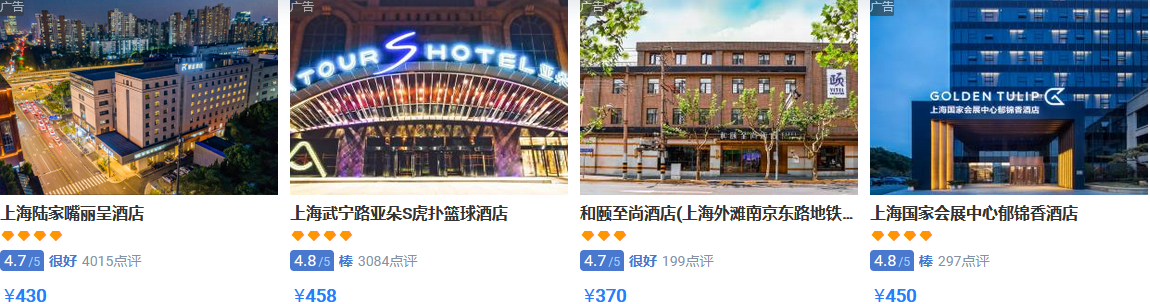 广告
上海陆家嘴丽呈酒店
4.7/5 很好 4015点评
¥430
广告
TOUR S HOTEL 亚朵
上海武宁路亚朵S虎扑篮球酒店
4.8/5 棒 3084点评
¥458
广告
颐
和颐至尚酒店
和颐至尚酒店(上海外滩南京东路地铁...
4.7/5 很好 199点评
¥370
广告
GOLDEN TULIP
上海国家会展中心郁锦香酒店
上海国家会展中心郁锦香酒店
4.8/5 棒 297点评
¥450